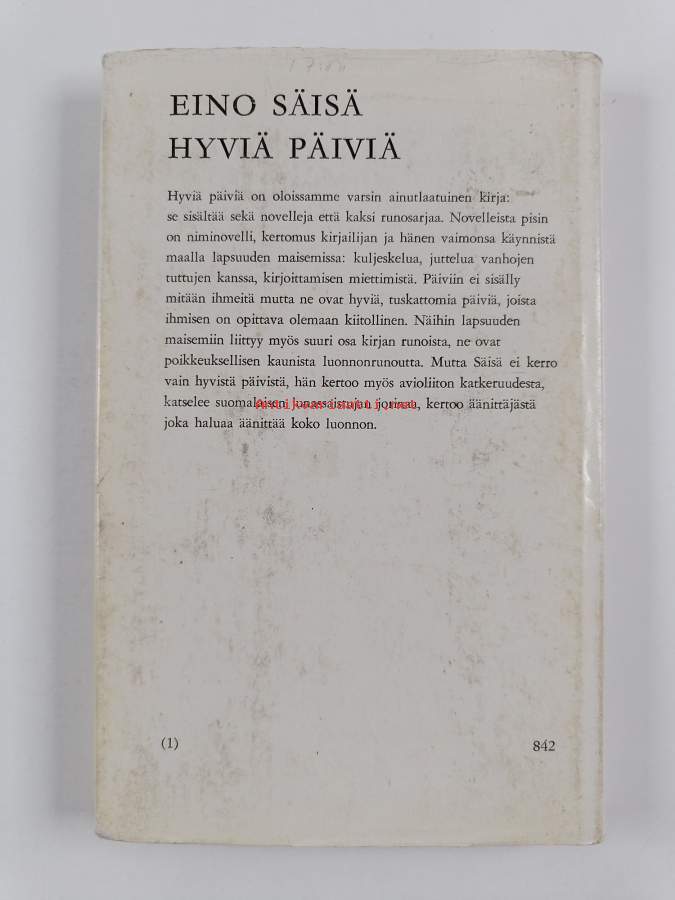 EINO SÄISÄ
HYVIÄ PÄIVIÄ
Hyviä päiviä on oloissamme varsin ainutlaatuinen kirja:
se sisältää sekä novelleja että kaksi runosarjaa. Novelleista pisin
on niminovelli, kertomus kirjailijan ja hänen vaimonsa käynnistä
maalla lapsuuden maisemissa: kuljeskelua, juttelua vanhojen
tuttujen kanssa, kirjoittamisen miettimistä. Päiviin ei sisälly
mitään ihmeitä mutta ne ovat hyviä, tuskattomia päiviä, joista
ihmisen on opittava olemaan kiitollinen. Näihin lapsuuden
maisemiin liittyy myös suuri osa kirjan runoista, ne ovat
poikkeuksellisen kaunista luonnonrunoutta. Mutta Säisä ei kerro
vain hyvistä päivistä, hän kertoo myös avioliiton katkeruudesta,
katselee suomalaisen kertoo äänittäjästä
joka haluaa äänittää koko luonnon.
(1)
842